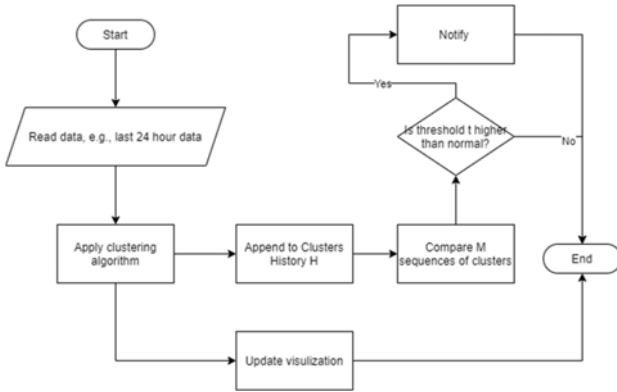 Start
Notify
Yes
Read data, e.g., last 24 hour data
Is threshold t higher
than normal?
No
Apply clustering
algorithm
Append to Clusters
History H
Compare M
sequences of clusters
End
Update visulization